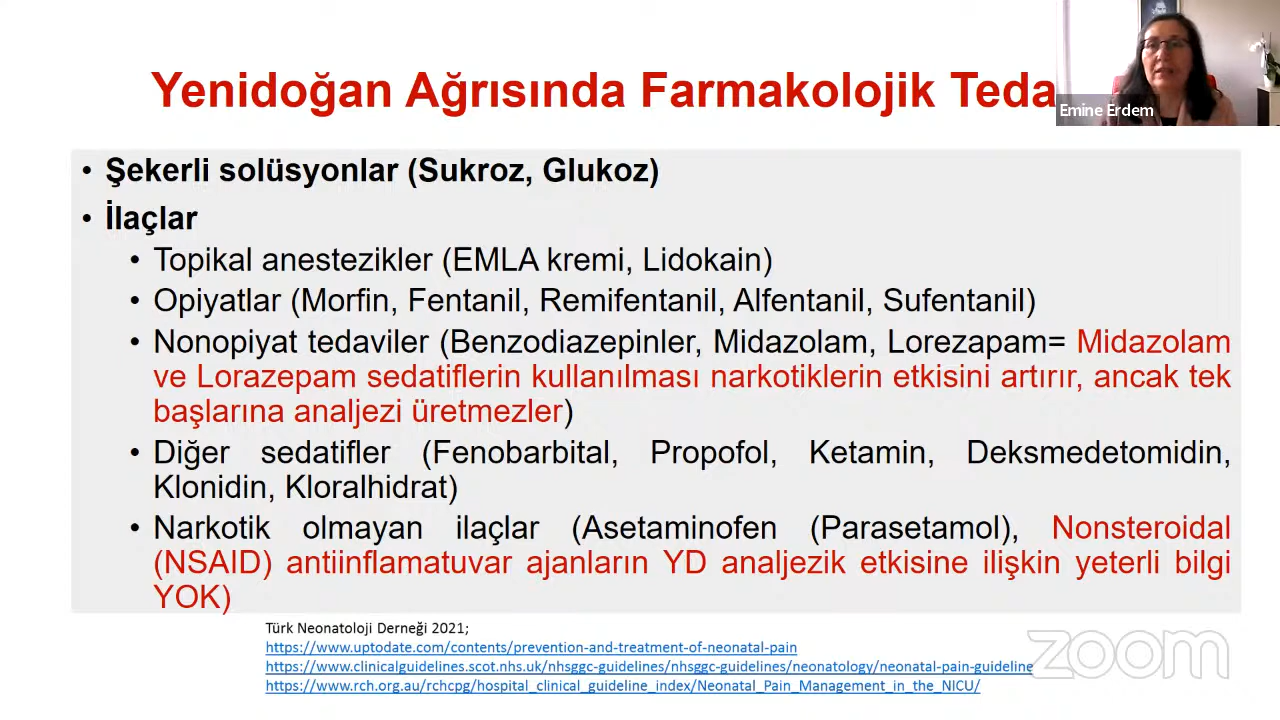 Yenidoğan Ağrısında Farmakolojik Teda
Emine Erdem
• Şekerli solüsyonlar (Sukroz, Glukoz)
• İlaçlar
• Topikal anestezikler (EMLA kremi, Lidokain)
• Opiyatlar (Morfin, Fentanil, Remifentanil, Alfentanil, Sufentanil)
• Nonopiyat tedaviler (Benzodiazepinler, Midazolam, Lorezapam= Midazolam
ve Lorazepam sedatiflerin kullanılması narkotiklerin etkisini artırır, ancak tek
başlarına analjezi üretmezler)
• Diğer sedatifler (Fenobarbital, Propofol, Ketamin, Deksmedetomidin,
Klonidin, Kloralhidrat)
• Narkotik olmayan ilaçlar (Asetaminofen (Parasetamol), Nonsteroidal
(NSAID) antiinflamatuvar ajanların YD analjezik etkisine ilişkin yeterli bilgi
YOK)
Türk Neonatoloji Derneği 2021;
https://www.uptodate.com/contents/prevention-and-treatment-of-neonatal-pain
https://www.clinicalguidelines.scot.nhs.uk/nhsggc-guidelines/nhsggc-guidelines/neonatology/neonatal-pain-guideline
https://www.rch.org.au/rchcpg/hospital_clinical_guideline_index/Neonatal_Pain_Management_in_the_NICU/
zoom